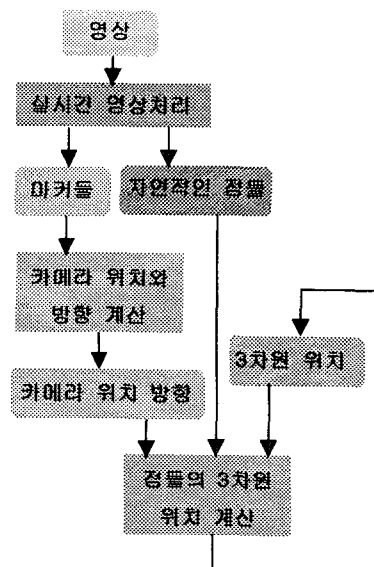 영상
실시간 영상처리
마커들
자연적인 점들
카메라 위치와
방향 계산
3차원 위치
카메라 위치 방향
점들의 3차원
위치 계산